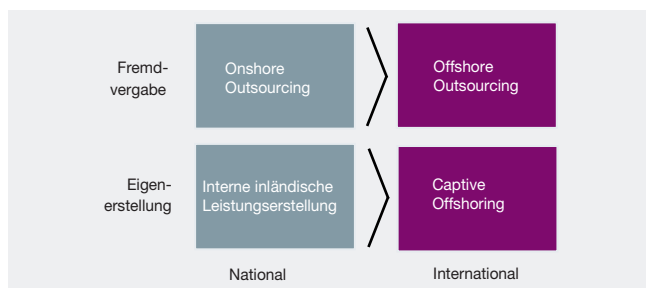 Fremd-
vergabe
Onshore
Outsourcing
Offshore
Outsourcing
Eigen-
erstellung
Interne inländische
Leistungserstellung
Captive
Offshoring
National
International